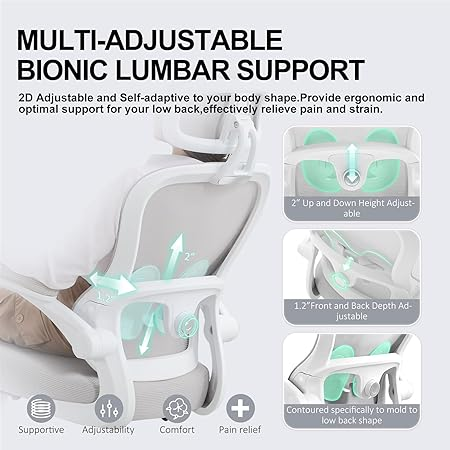 MULTI-ADJUSTABLE
BIONIC LUMBAR SUPPORT
2D Adjustable and Self-adaptive to your body shape.Provide ergonomic and
optimal support for your low back,effectively relieve pain and strain.
2"
1.2"
2" Up and Down Height Adjust-
able
1.2"Front and Back Depth Ad-
justable
Contoured specifically to mold to
low back shape
Supportive
Adjustability
Comfort
Pain relief